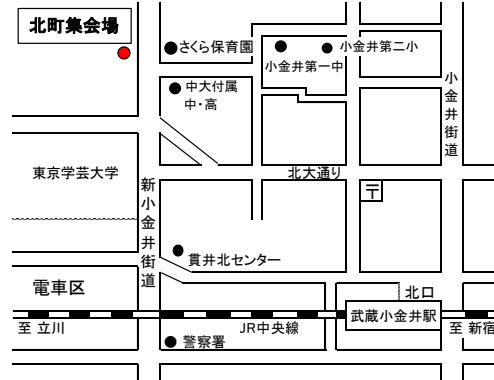 北町集会場
さくら保育園
小金井第二小
小金井第一中
中大付属
中・高
小金井街道
東京学芸大学
北大通り
新小金井街道
〒
貫井北センター
電車区
北口
武蔵小金井駅
至 立川
JR中央線
至 新宿
警察署